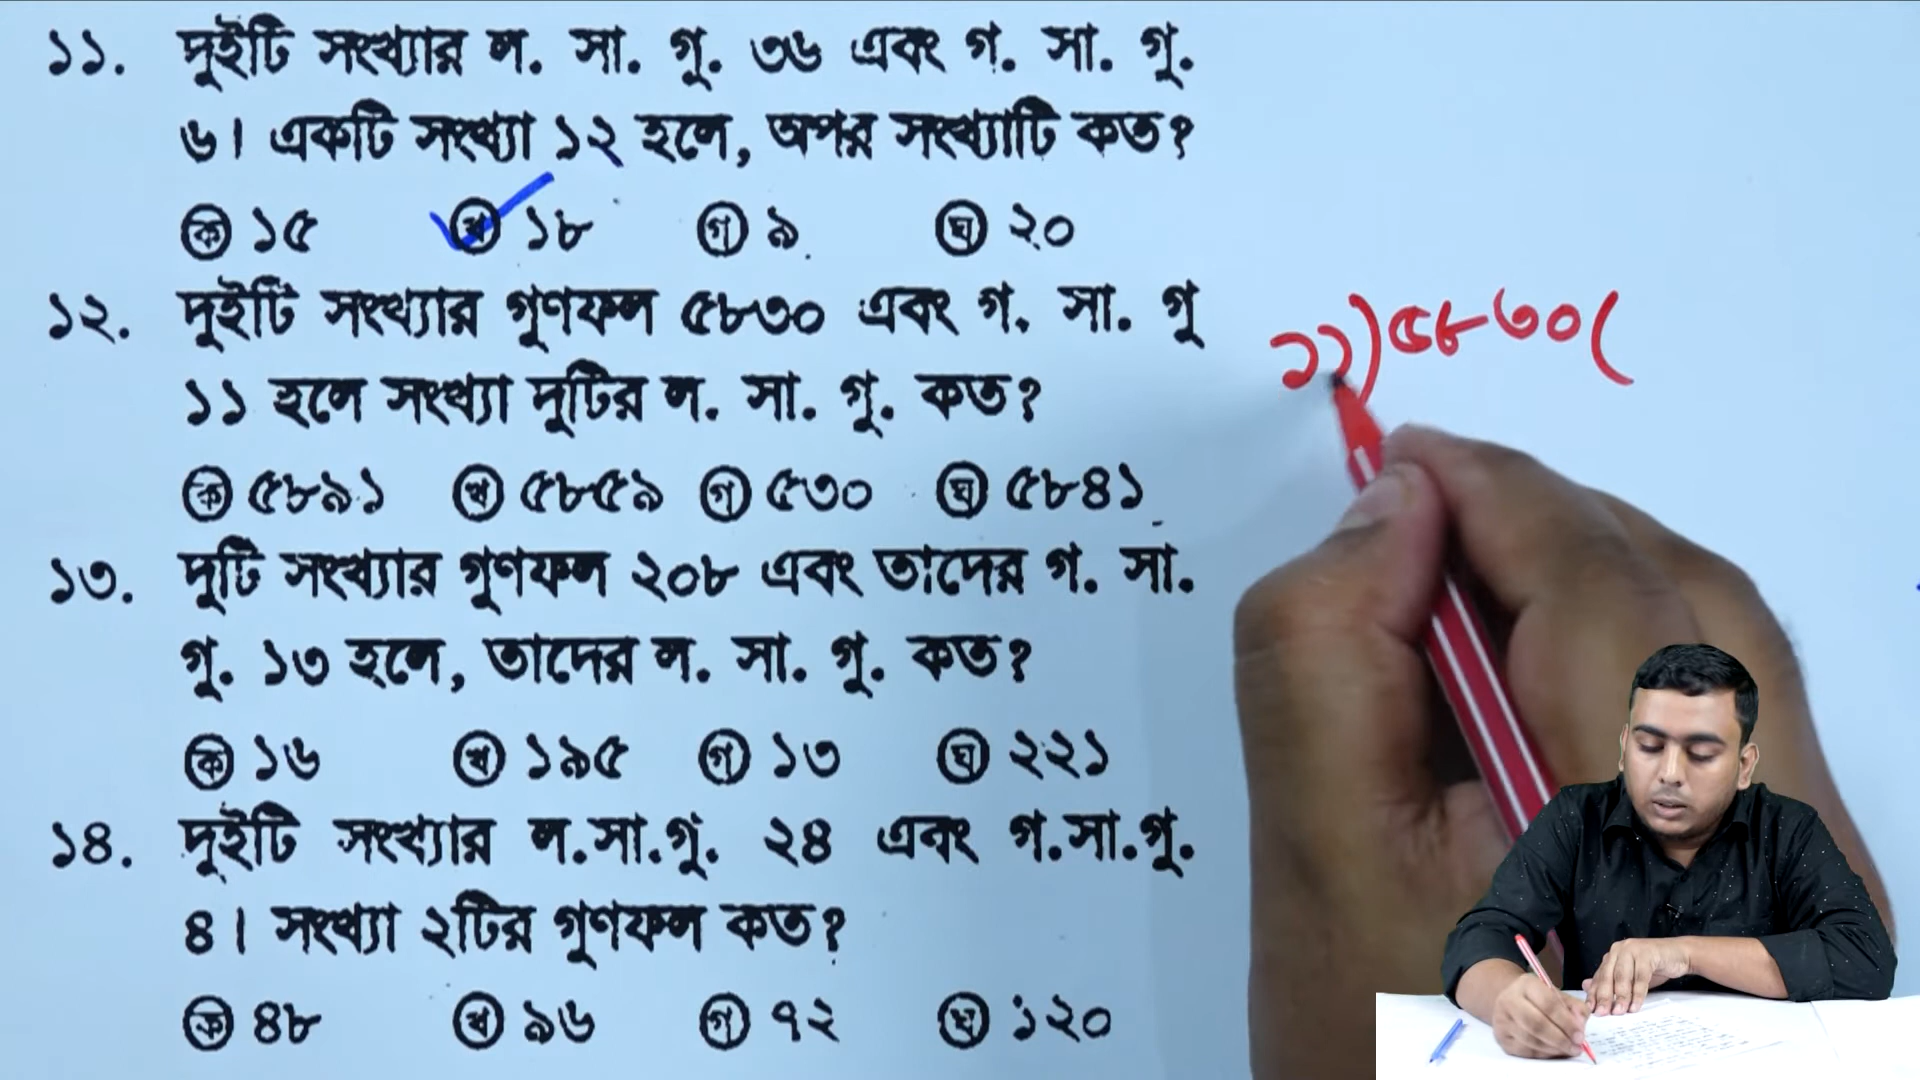 ১১. দুইটি সংখ্যার ল. সা. গু. ৩৬ এবং গ. সা. গু.
৬। একটি সংখ্যা ১২ হলে, অপর সংখ্যাটি কত?
ক ১৫ খ ১৮ গ ৯ ঘ ২০
১২. দুইটি সংখ্যার গুণফল ৫৮৩০ এবং গ. সা. গু
১১ হলে সংখ্যা দুটির ল. সা. গু. কত?
ক ৫৮৯১ খ ৫৮৫৯ গ ৫৩০ ঘ ৫৮৪১
১৩. দুটি সংখ্যার গুণফল ২০৮ এবং তাদের গ. সা.
গু. ১৩ হলে, তাদের ল. সা. গু. কত?
ক ১৬ খ ১৯৫ গ ১৩ ঘ ২২১
১৪. দুইটি সংখ্যার ল.সা.গু. ২৪ এবং গ.সা.গু.
৪। সংখ্যা ২টির গুণফল কত?
ক ৪৮ খ ৯৬ গ ৭২ ঘ ১২০
১১)৫৮৩০(